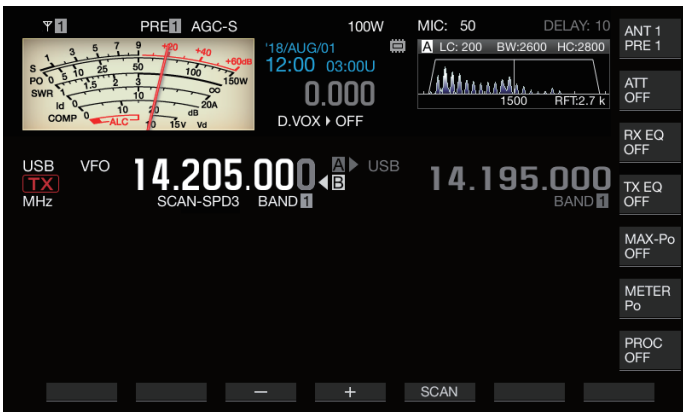 1 PRE1 AGC-S 100W MIC: 50 DELAY: 10
ANT 1
PRE 1
S 1 3 5 7 9 +20 +40 +60dB
PO 0 5 10 25 50 100 150W
SWR 1 1.5 2 3 ∞
Id 0 10 20A
COMP 0 10 20 dB
ALC 10 15V Vd
'18/AUG/01
12:00 03:00U
0.000
D.VOX ▶ OFF
A LC: 200 BW:2600 HC:2800
1500 RFT:2.7 k
ATT
OFF
RX EQ
OFF
USB VFO 14.205.000 ◀ A ▶ USB 14.195.000
TX B
MHz SCAN-SPD3 BAND 1 BAND 1
TX EQ
OFF
MAX-Po
OFF
METER
Po
PROC
OFF
− + SCAN